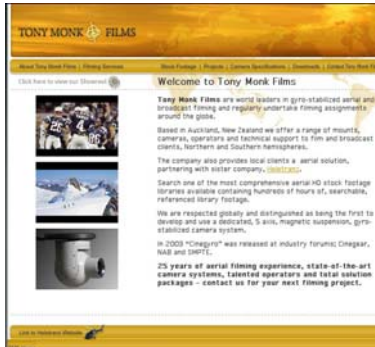 TONY MONK FILMS
About Tony Monk Films | Filming Services
Stock Footage | Projects | Camera Specifications | Downloads | Contact Tony Monk
Click here to view our Showreel
Welcome to Tony Monk Films
Tony Monk Films are world leaders in gyro-stabilized aerial and
broadcast filming and regularly undertake filming assignments
around the globe.
Based in Auckland, New Zealand we offer a range of mounts,
cameras, operators and technical support to film and broadcast
clients, Northern and Southern hemispheres.
The company also provides local clients a aerial solution,
partnering with sister company,
Search one of the most comprehensive aerial HD stock footage
libraries available containing hundreds of hours of, searchable,
referenced library footage.
We are respected globally and distinguished as being the first to
develop and use a dedicated, 5 axis, magnetic suspension, gyro-
stabilized camera system.
In 2003 "Cinegyro" was released at industry forums; Cinegear,
NAB and SMPTE.
25 years of aerial filming experience, state-of-the-art
camera systems, talented operators and total solution
packages - contact us for your next filming project.
Link to Helatranz Website